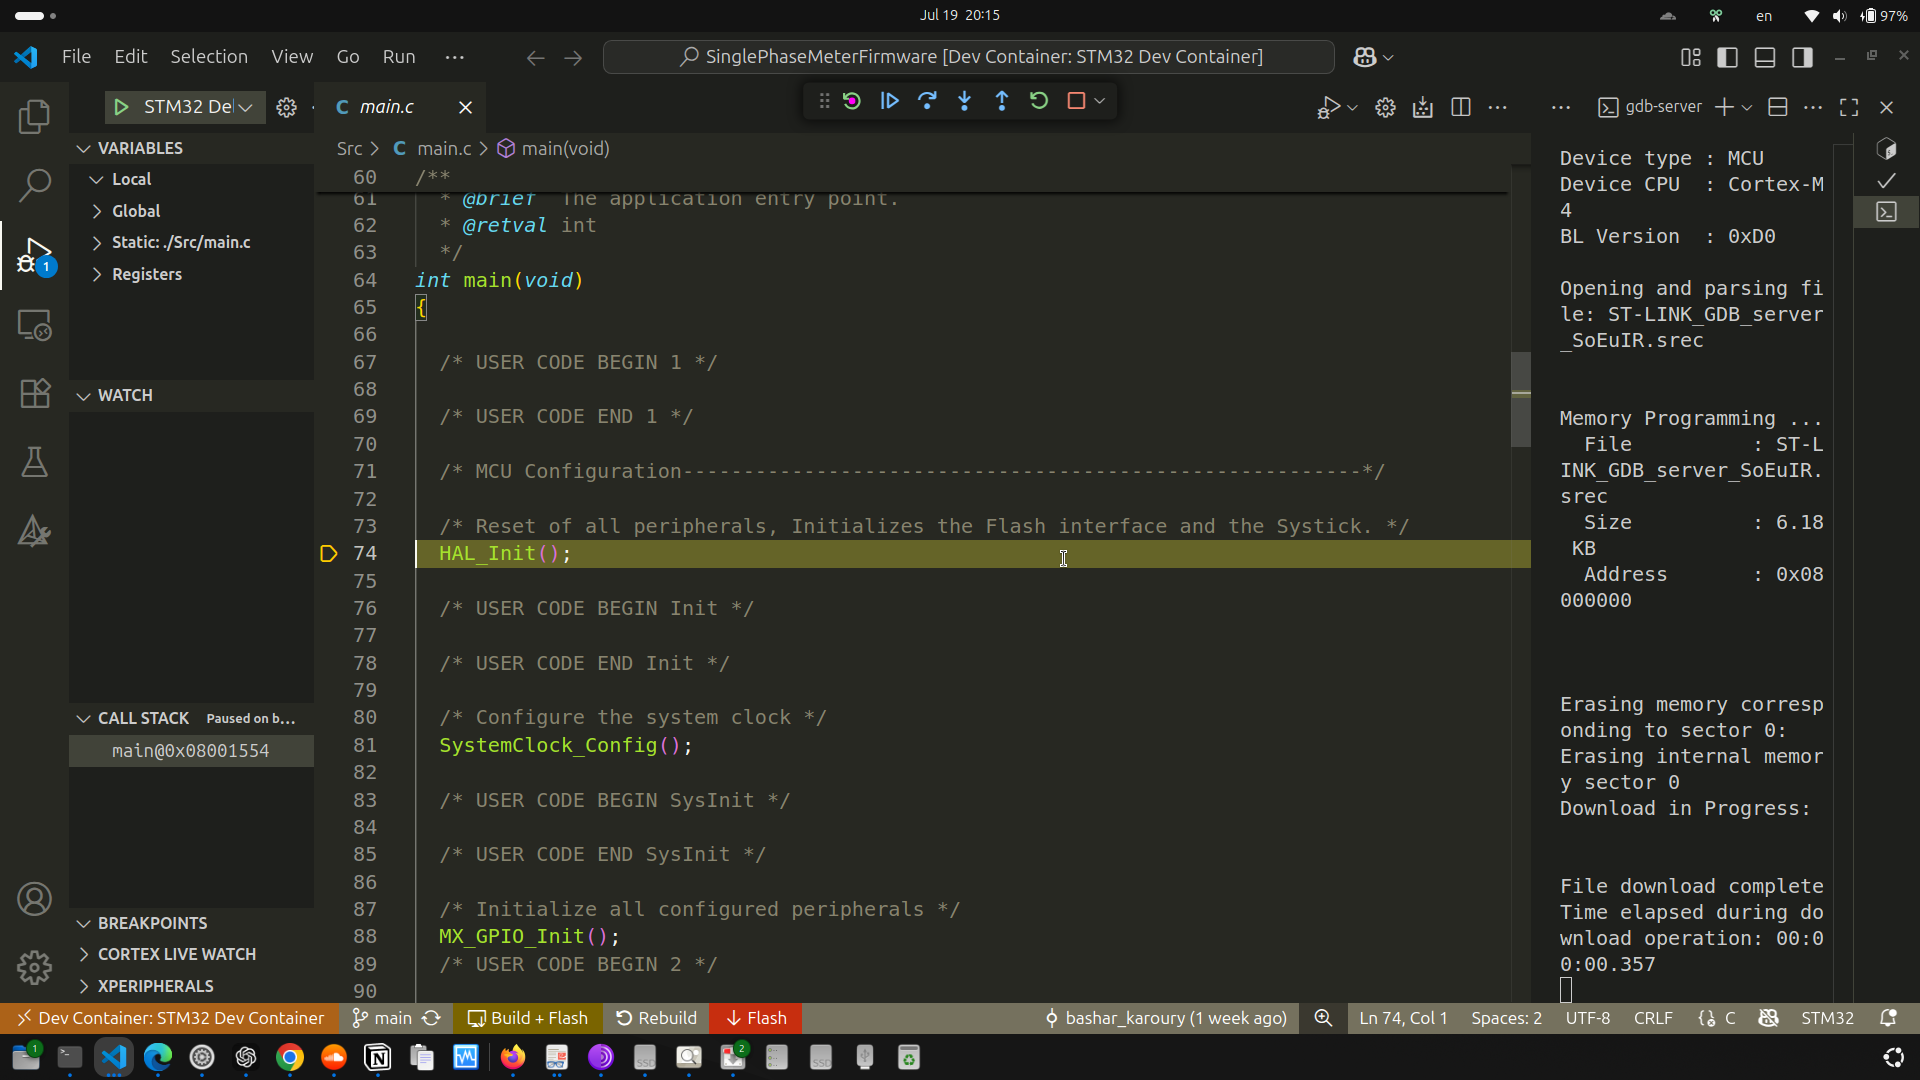 Jul 19 20:15
en
97%
File Edit Selection View Go Run ...
SinglePhaseMeterFirmware [Dev Container: STM32 Dev Container]
STM32 De
C main.c
gdb-server
VARIABLES
Local
Global
Static: ./Src/main.c
Registers
WATCH
CALL STACK Paused on b...
main@0x08001554
BREAKPOINTS
CORTEX LIVE WATCH
XPERIPHERALS
1
Src > C main.c > main(void)
60 /**
61 * @brief The application entry point.
62 * @retval int
63 */
64 int main(void)
65 {
66
67 /* USER CODE BEGIN 1 */
68
69 /* USER CODE END 1 */
70
71 /* MCU Configuration--------------------------------------------------------*/
72
73 /* Reset of all peripherals, Initializes the Flash interface and the Systick. */
74 HAL_Init();
75
76 /* USER CODE BEGIN Init */
77
78 /* USER CODE END Init */
79
80 /* Configure the system clock */
81 SystemClock_Config();
82
83 /* USER CODE BEGIN SysInit */
84
85 /* USER CODE END SysInit */
86
87 /* Initialize all configured peripherals */
88 MX_GPIO_Init();
89 /* USER CODE BEGIN 2 */
90
Device type : MCU
Device CPU : Cortex-M
4
BL Version : 0xD0
Opening and parsing fi
le: ST-LINK_GDB_server
_SoEuIR.srec
Memory Programming ...
File : ST-L
INK_GDB_server_SoEuIR.
srec
Size : 6.18
KB
Address : 0x08
000000
Erasing memory corresp
onding to sector 0:
Erasing internal memor
y sector 0
Download in Progress:
File download complete
Time elapsed during do
wnload operation: 00:0
0:00.357
Dev Container: STM32 Dev Container main Build + Flash Rebuild Flash bashar_karoury (1 week ago) Ln 74, Col 1 Spaces: 2 UTF-8 CRLF C STM32
1
2
SSD
SSD